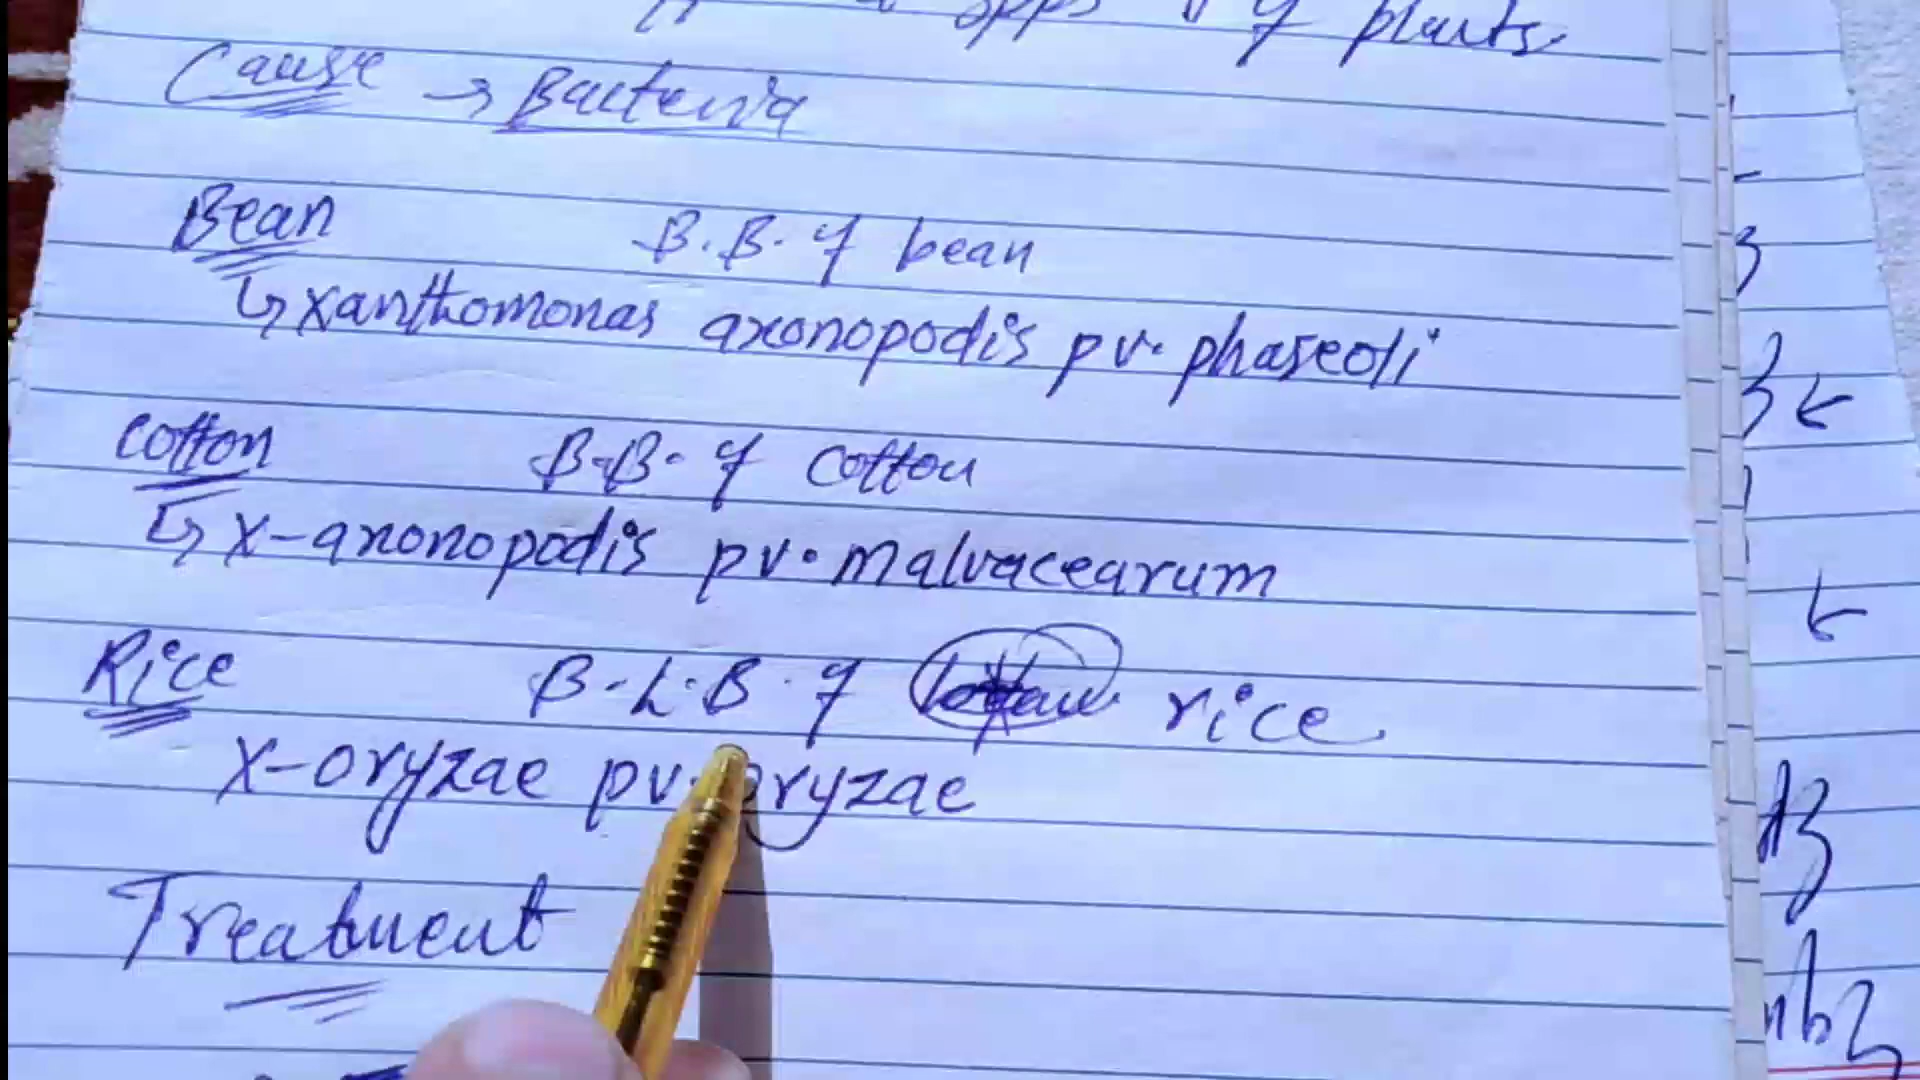 plants.
Cause → Bacteria
Bean B.B. of bean
↳ xanthomonas axonopodis pv. phaseoli
Cotton B.B. of cotton
↳ X-axonopodis pv. malvacearum
Rice B.L.B. of rice.
X-oryzae pv. oryzae
Treatment